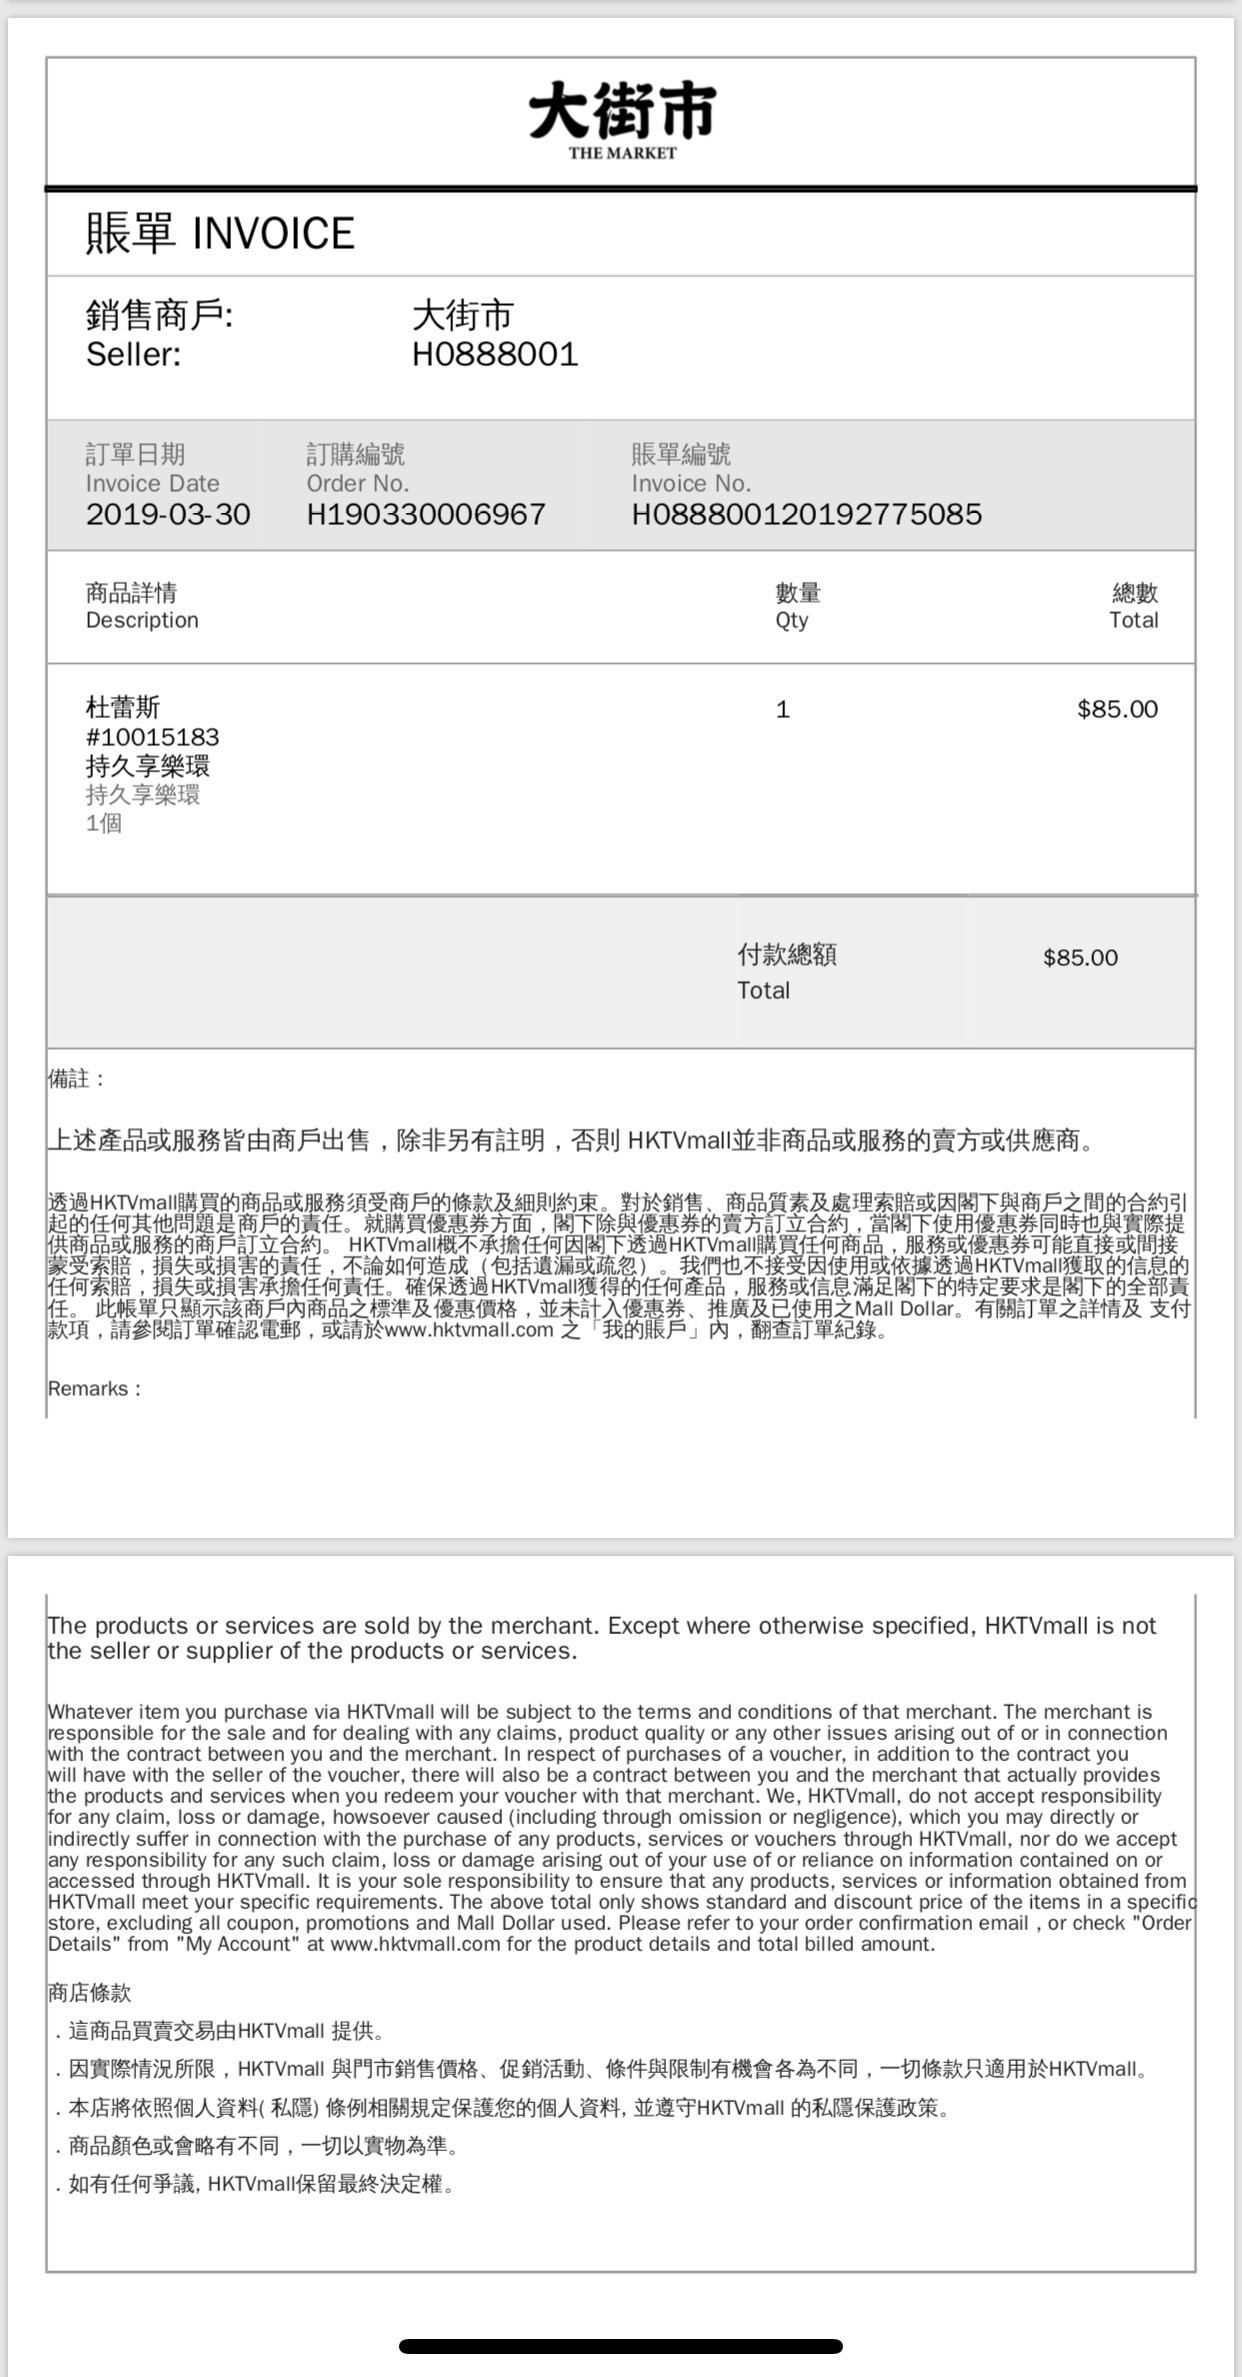 大街市
THE MARKET
賬單 INVOICE
銷售商戶: 大街市
Seller: H0888001
訂單日期 訂購編號 賬單編號
Invoice Date Order No. Invoice No.
2019-03-30 H190330006967 H088800120192775085
商品詳情 數量 總數
Description Qty Total
杜蕾斯 1 $85.00
#10015183
持久享樂環
持久享樂環
1個
付款總額 $85.00
Total
備註：
上述產品或服務皆由商戶出售，除非另有註明，否則 HKTVmall並非商品或服務的賣方或供應商。
透過HKTVmall購買的商品或服務須受商戶的條款及細則約束。對於銷售、商品質素及處理索賠或因閣下與商戶之間的合約引
起的任何其他問題是商戶的責任。就購買優惠券方面，閣下除與優惠券的賣方訂立合約，當閣下使用優惠券同時也與實際提
供商品或服務的商戶訂立合約。 HKTVmall概不承擔任何因閣下透過HKTVmall購買任何商品，服務或優惠券可能直接或間接
蒙受索賠，損失或損害的責任，不論如何造成（包括遺漏或疏忽）。我們也不接受因使用或依據透過HKTVmall獲取的信息的
任何索賠，損失或損害承擔任何責任。確保透過HKTVmall獲得的任何產品，服務或信息滿足閣下的特定要求是閣下的全部責
任。 此帳單只顯示該商戶內商品之標準及優惠價格，並未計入優惠券、推廣及已使用之Mall Dollar。有關訂單之詳情及 支付
款項，請參閱訂單確認電郵，或請於www.hktvmall.com 之「我的賬戶」內，翻查訂單紀錄。
Remarks :
The products or services are sold by the merchant. Except where otherwise specified, HKTVmall is not
the seller or supplier of the products or services.
Whatever item you purchase via HKTVmall will be subject to the terms and conditions of that merchant. The merchant is
responsible for the sale and for dealing with any claims, product quality or any other issues arising out of or in connection
with the contract between you and the merchant. In respect of purchases of a voucher, in addition to the contract you
will have with the seller of the voucher, there will also be a contract between you and the merchant that actually provides
the products and services when you redeem your voucher with that merchant. We, HKTVmall, do not accept responsibility
for any claim, loss or damage, howsoever caused (including through omission or negligence), which you may directly or
indirectly suffer in connection with the purchase of any products, services or vouchers through HKTVmall, nor do we accept
any responsibility for any such claim, loss or damage arising out of your use of or reliance on information contained on or
accessed through HKTVmall. It is your sole responsibility to ensure that any products, services or information obtained from
HKTVmall meet your specific requirements. The above total only shows standard and discount price of the items in a specific
store, excluding all coupon, promotions and Mall Dollar used. Please refer to your order confirmation email , or check "Order
Details" from "My Account" at www.hktvmall.com for the product details and total billed amount.
商店條款
. 這商品買賣交易由HKTVmall 提供。
. 因實際情況所限，HKTVmall 與門市銷售價格、促銷活動、條件與限制有機會各為不同，一切條款只適用於HKTVmall。
. 本店將依照個人資料( 私隱) 條例相關規定保護您的個人資料, 並遵守HKTVmall 的私隱保護政策。
. 商品顏色或會略有不同，一切以實物為準。
. 如有任何爭議, HKTVmall保留最終決定權。